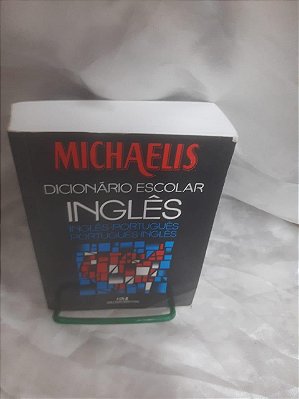 MICHAELIS
DICIONÁRIO ESCOLAR
INGLÊS
INGLÊS-PORTUGUÊS
PORTUGUÊS-INGLÊS